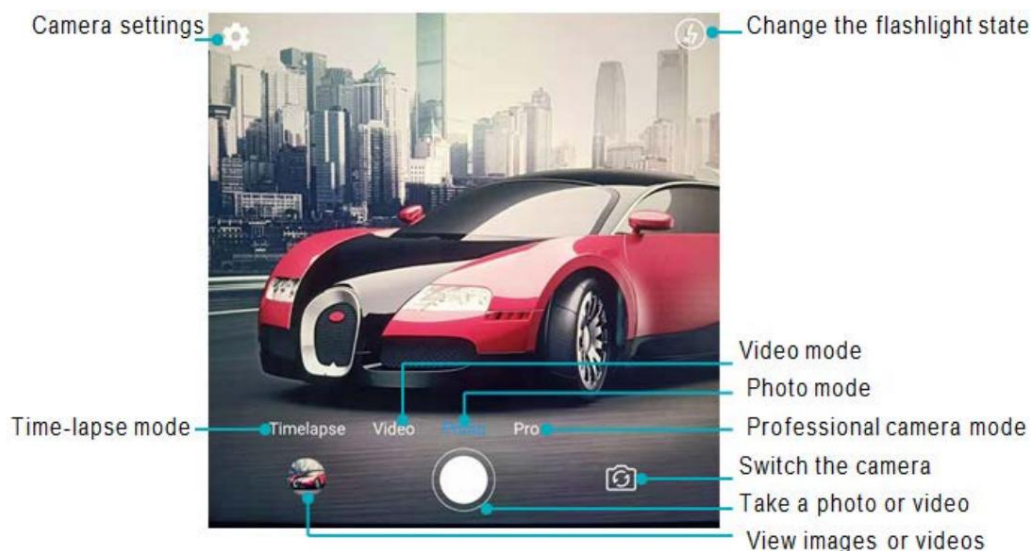 Camera settings
Change the flashlight state
Video mode
Photo mode
Time-lapse mode
Timelapse Video Photo Pro
Professional camera mode
Switch the camera
Take a photo or video
View images or videos